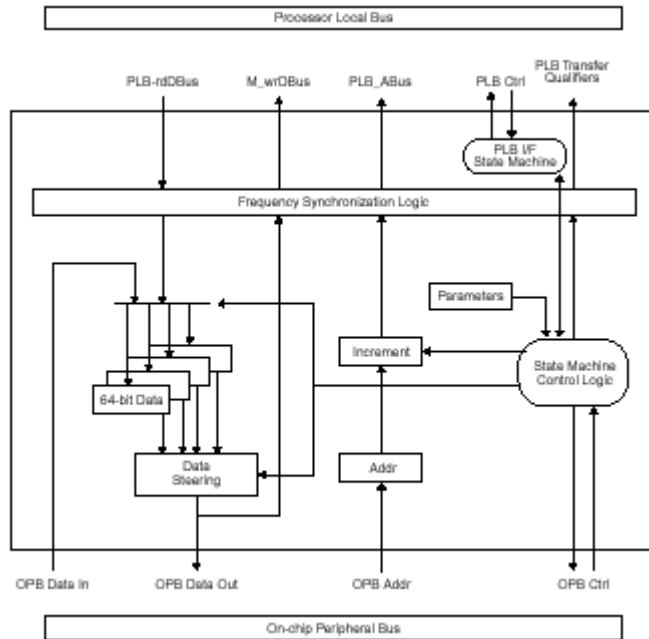 Processor Local Bus
PLB-rdDBus
M_wrDBus
PLB_ABus
PLB Ctrl
PLB Transfer
Qualifiers
PLB I/F
State Machine
Frequency Synchronization Logic
Parameters
Increment
State Machine
Control Logic
64-bit Data
Data
Steering
Addr
OPB Data In
OPB Data Out
OPB Addr
OPB Ctrl
On-chip Peripheral Bus